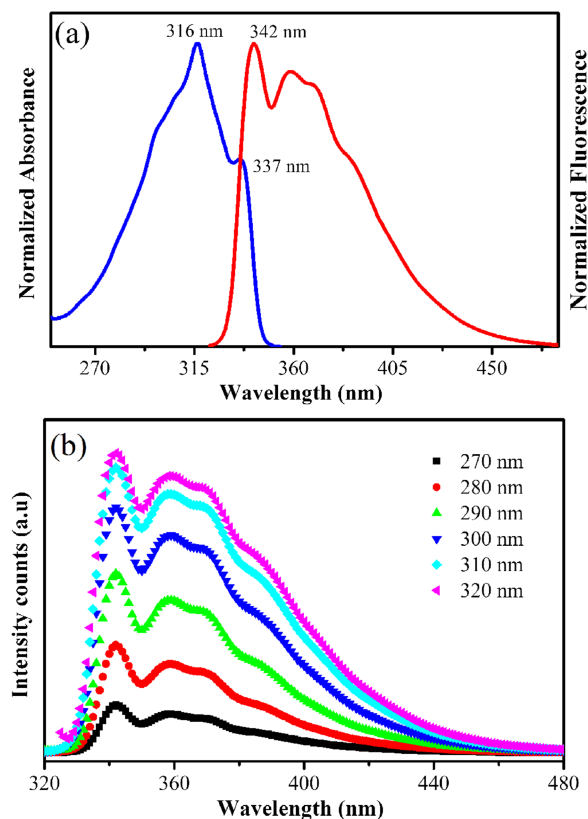 (a)
316 nm
342 nm
337 nm
Normalized Absorbance
Normalized Fluorescence
270
315
360
405
450
Wavelength (nm)
(b)
270 nm
280 nm
290 nm
300 nm
310 nm
320 nm
Intensity counts (a.u)
320
360
400
440
480
Wavelength (nm)